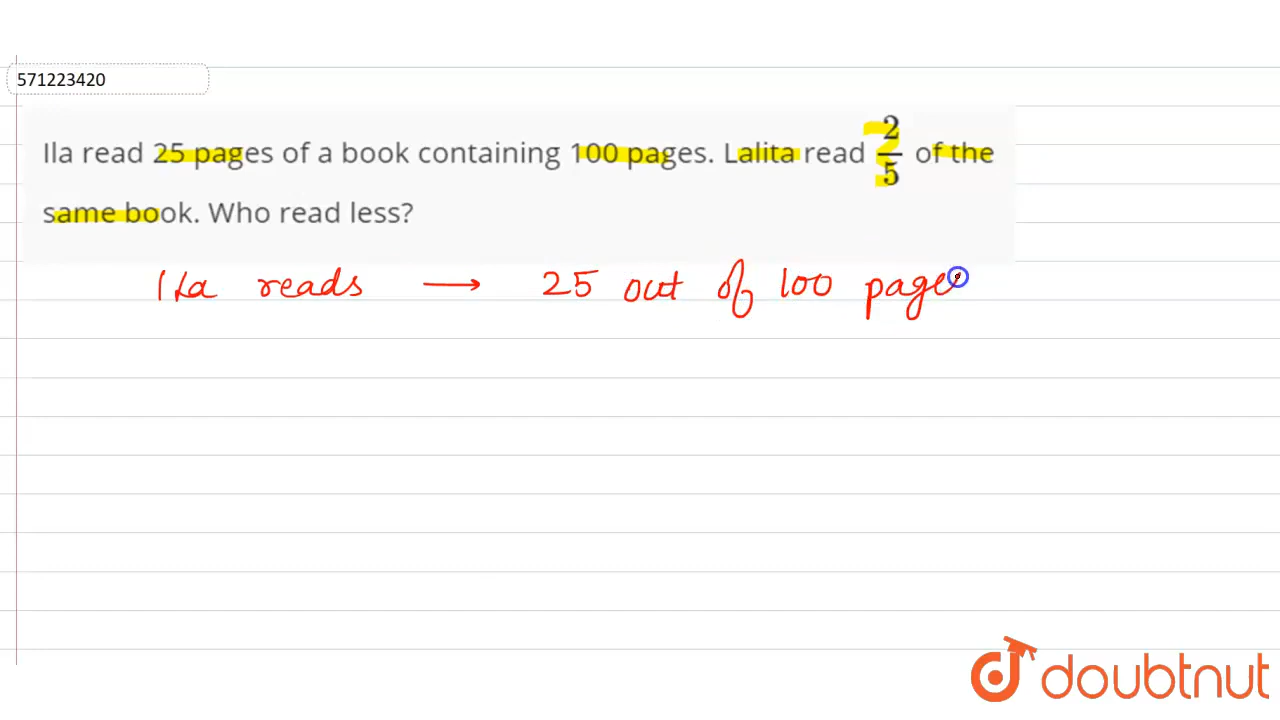 571223420
Ila read 25 pages of a book containing 100 pages. Lalita read 2/5 of the
same book. Who read less?
Ila reads → 25 out of 100 page
doubtnut